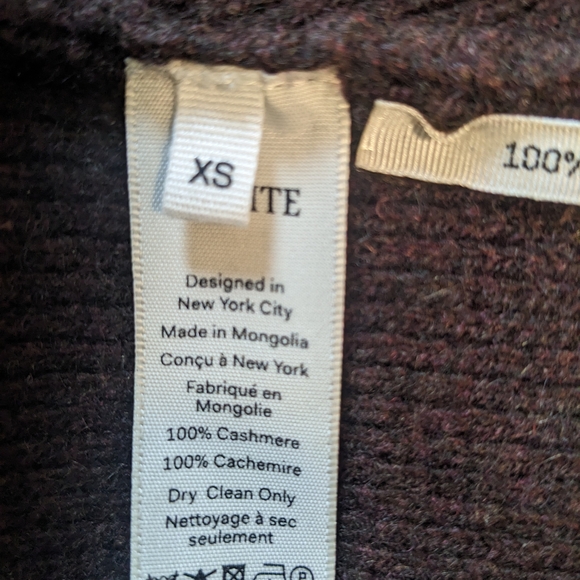 XS
ITE
Designed in
New York City
Made in Mongolia
Conçu à New York
Fabriqué en
Mongolie
100% Cashmere
100% Cachemire
Dry Clean Only
Nettoyage à sec
seulement
100%